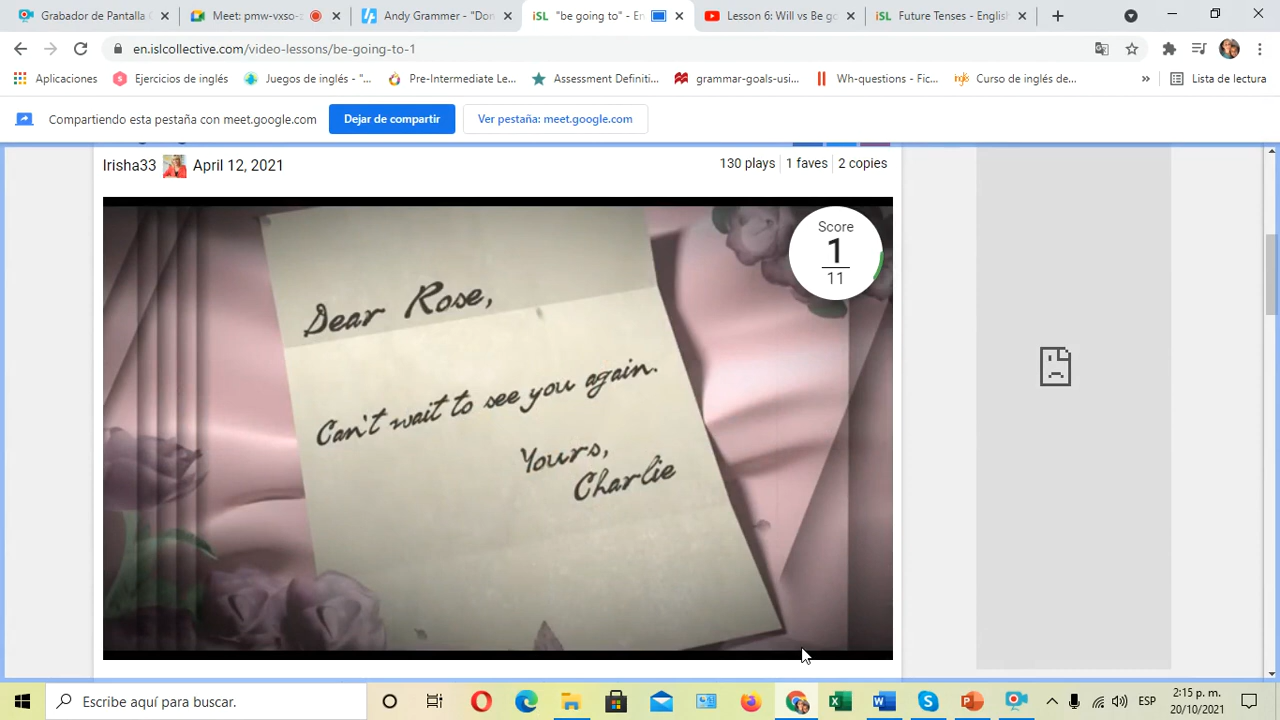 Grabador de Pantalla C
Meet: pmw-vxso-z
Andy Grammer - "Don
iSL "be going to" - En
Lesson 6: Will vs Be go
iSL Future Tenses - English
en.islcollective.com/video-lessons/be-going-to-1
Aplicaciones
Ejercicios de inglés
Juegos de inglés - "...
Pre-Intermediate Le...
Assessment Definiti...
grammar-goals-usi...
Wh-questions - Fic...
Curso de inglés de...
»
Lista de lectura
Compartiendo esta pestaña con meet.google.com
Dejar de compartir
Ver pestaña: meet.google.com
Irisha33
April 12, 2021
130 plays
1 faves
2 copies
Score
1
11
Dear Rose,
Can't wait to see you again.
Yours,
Charlie
Escribe aquí para buscar.
ESP
2:15 p. m.
20/10/2021